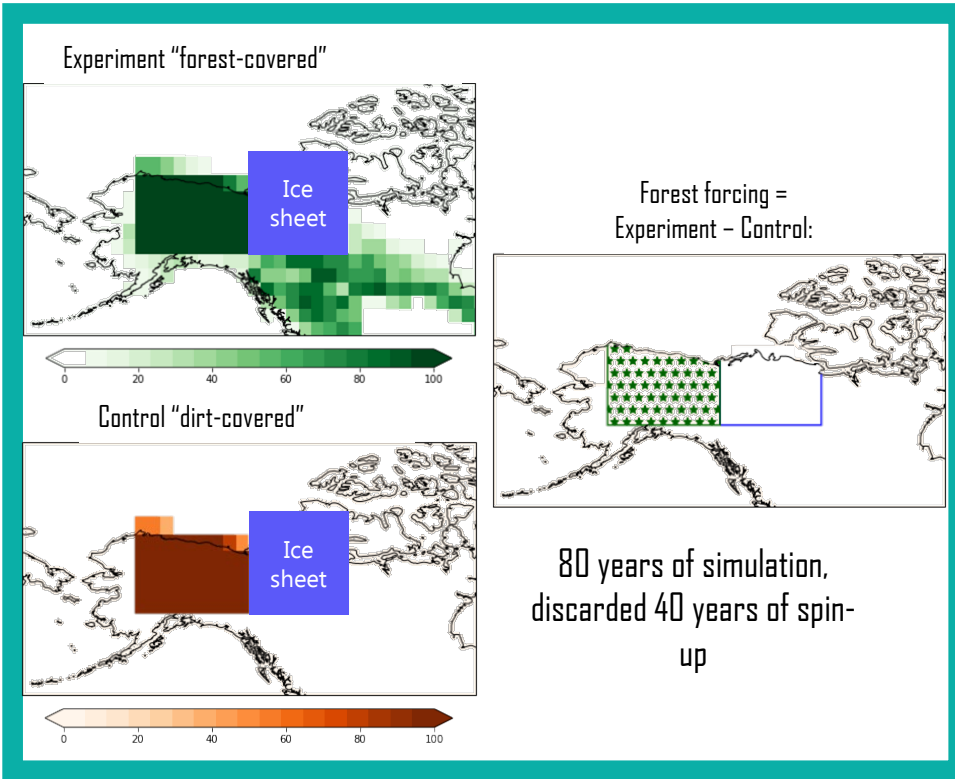 Experiment “forest-covered”
Ice
sheet
0 20 40 60 80 100
Control “dirt-covered”
Ice
sheet
0 20 40 60 80 100
Forest forcing =
Experiment – Control:
80 years of simulation,
discarded 40 years of spin-
up